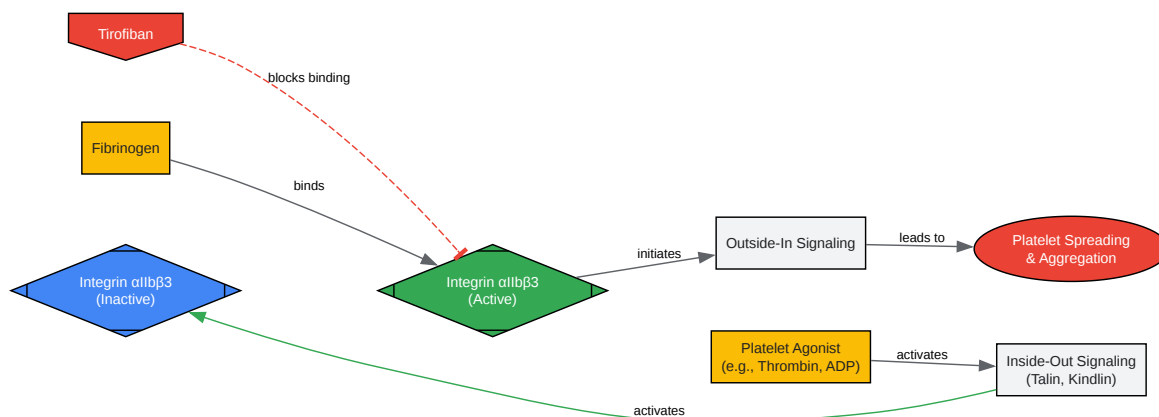 Tirofiban
blocks binding
Fibrinogen
binds
Integrin αIIbβ3
(Inactive)
Integrin αIIbβ3
(Active)
initiates
Outside-In Signaling
leads to
Platelet Spreading
& Aggregation
Platelet Agonist
(e.g., Thrombin, ADP)
activates
Inside-Out Signaling
(Talin, Kindlin)
activates